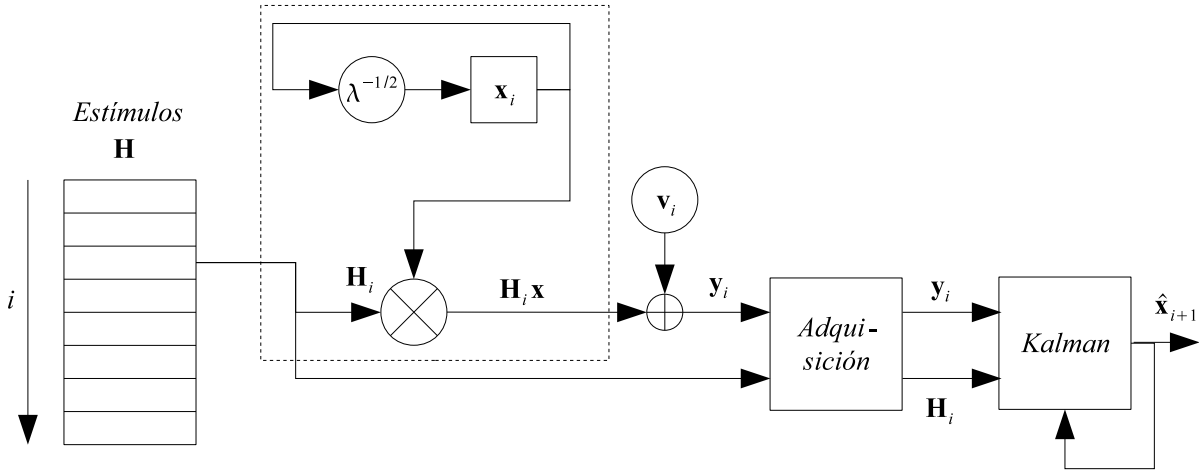 λ^{-1/2}
x_i
Estímulos
H
v_i
i
H_i
H_i x
y_i
Adqui-
sición
y_i
H_i
Kalman
x̂_{i+1}